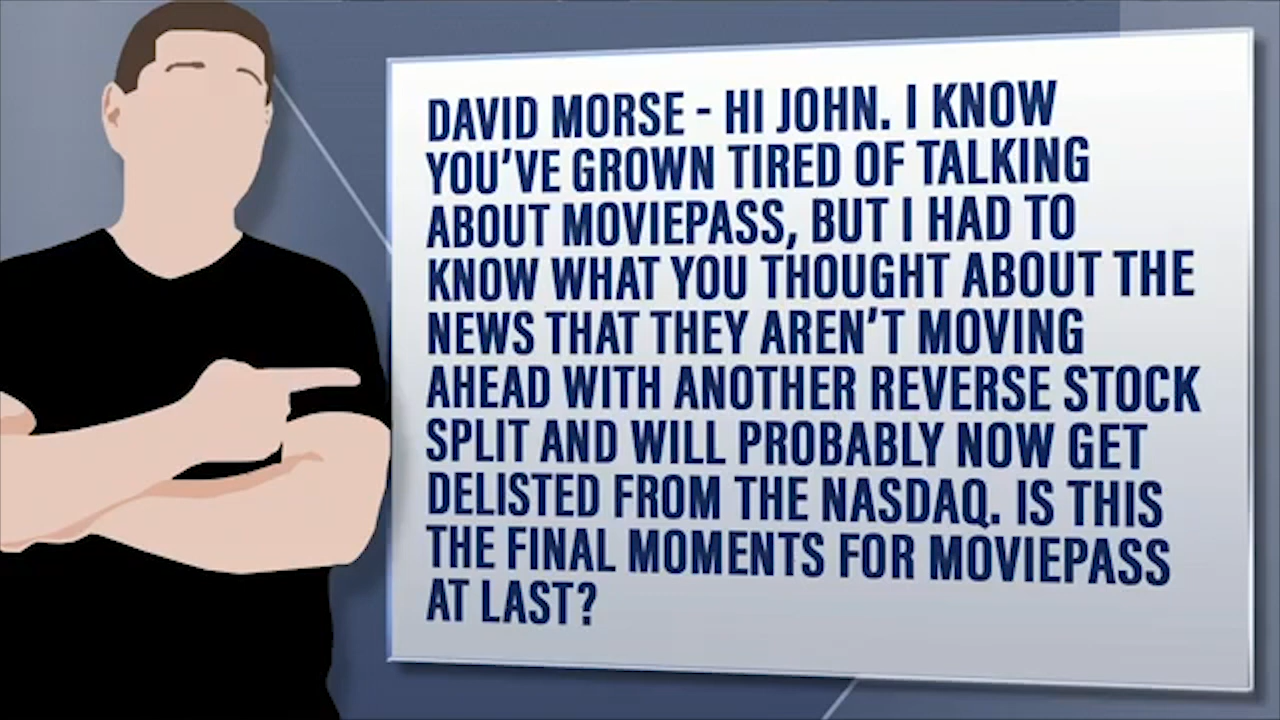 DAVID MORSE - HI JOHN. I KNOW
YOU'VE GROWN TIRED OF TALKING
ABOUT MOVIEPASS, BUT I HAD TO
KNOW WHAT YOU THOUGHT ABOUT THE
NEWS THAT THEY AREN'T MOVING
AHEAD WITH ANOTHER REVERSE STOCK
SPLIT AND WILL PROBABLY NOW GET
DELISTED FROM THE NASDAQ. IS THIS
THE FINAL MOMENTS FOR MOVIEPASS
AT LAST?